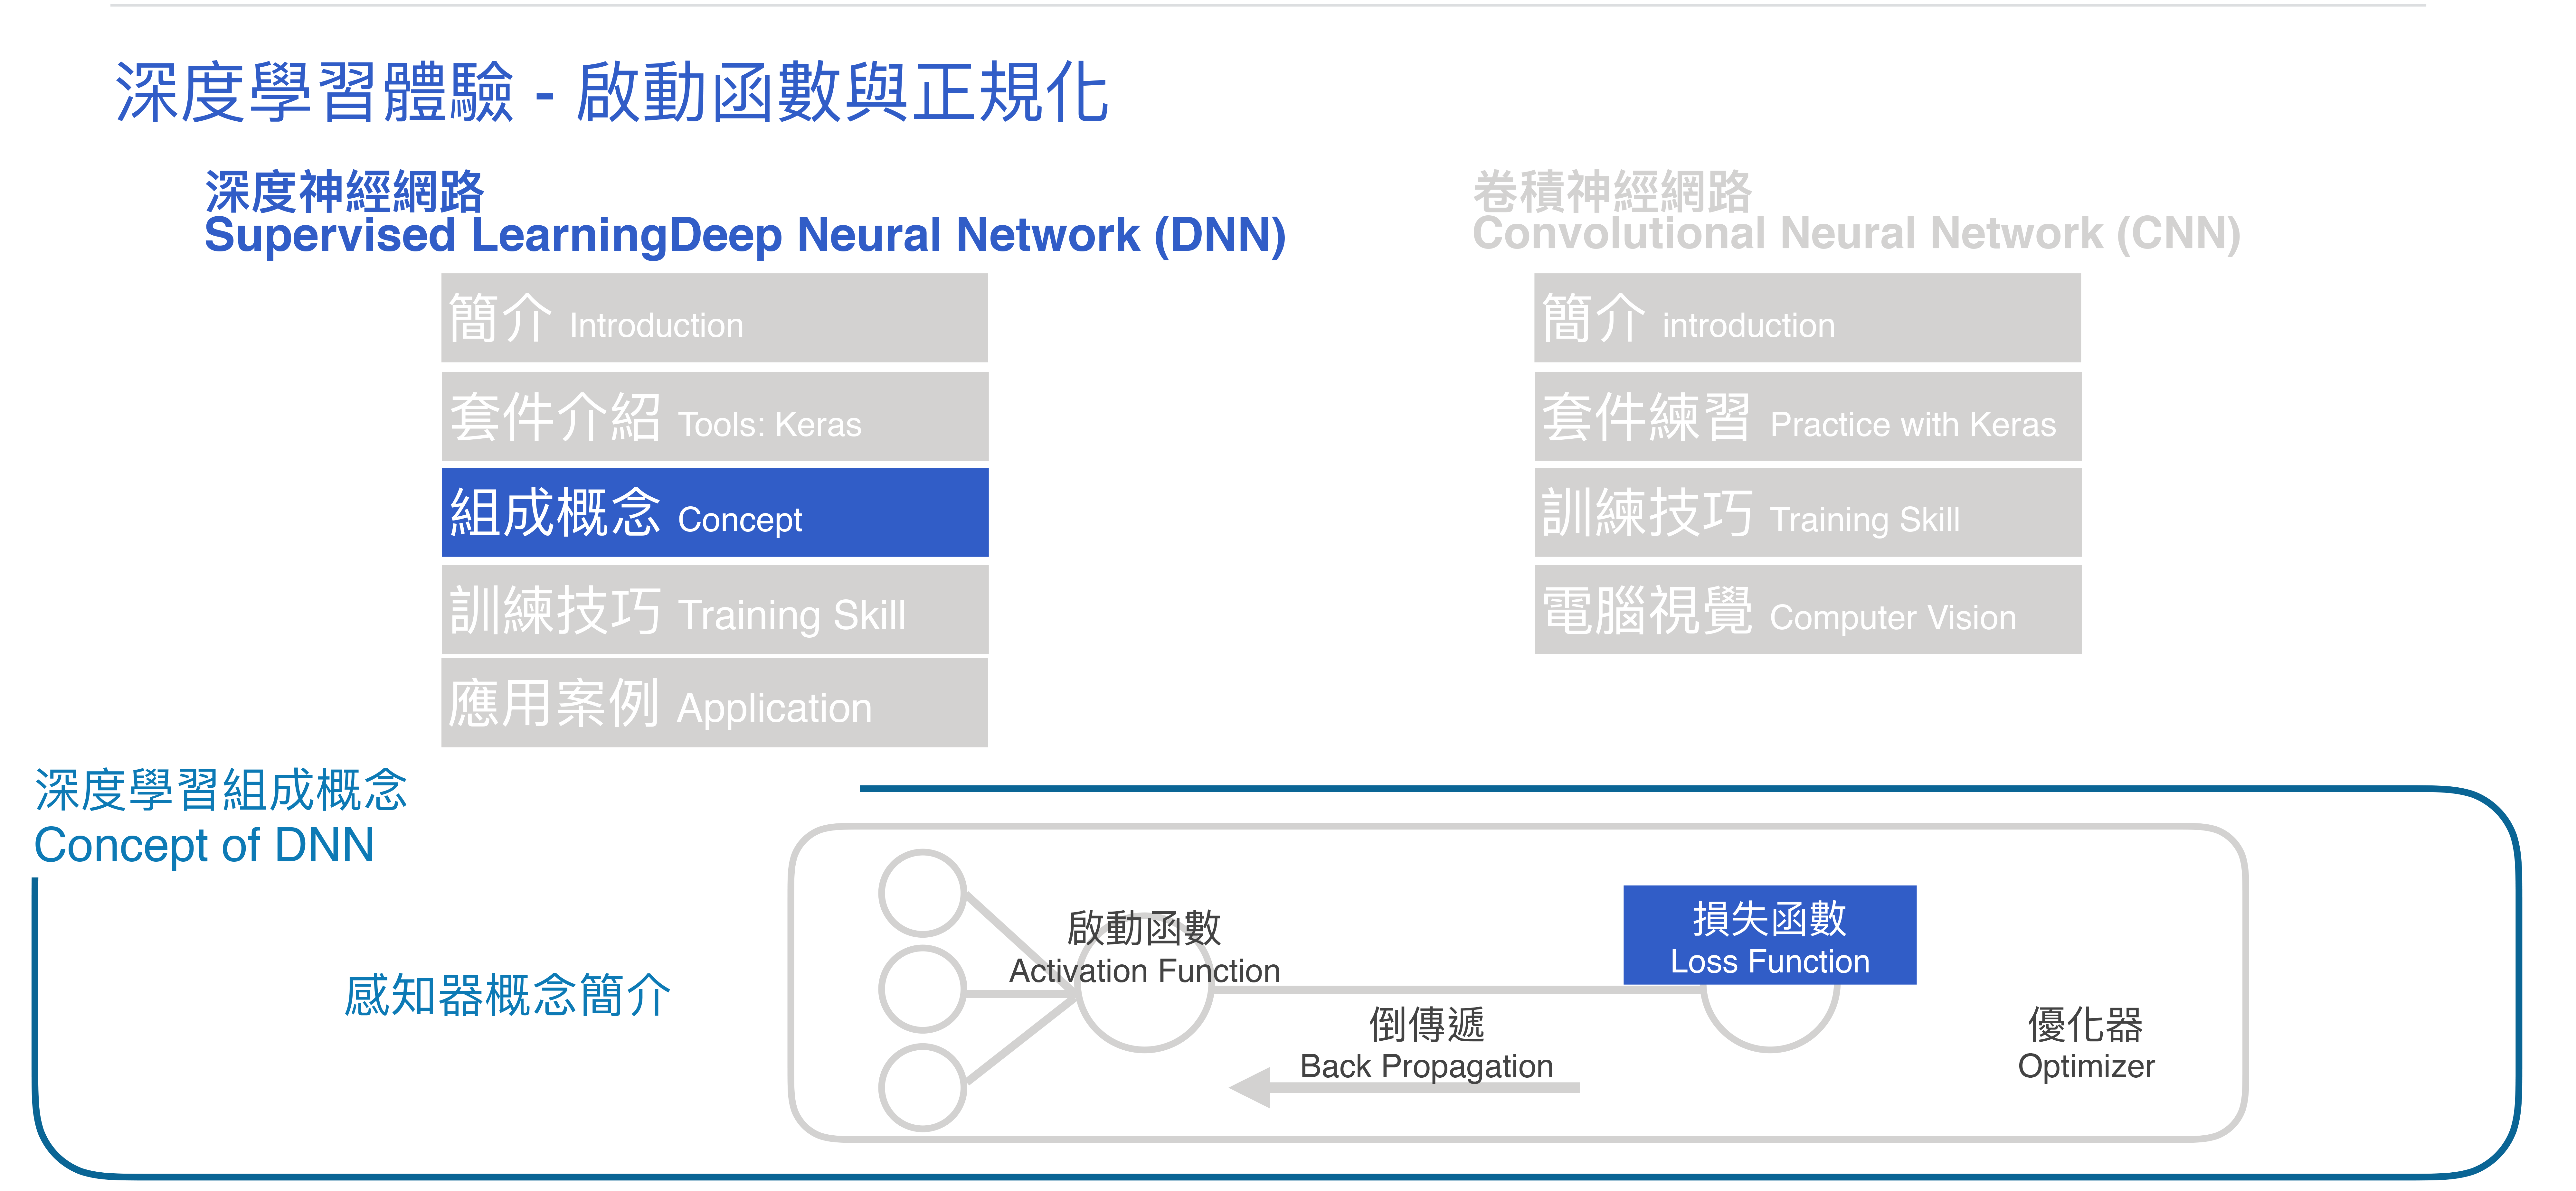 深度學習體驗 - 啟動函數與正規化
深度神經網路
Supervised LearningDeep Neural Network (DNN)
簡介 Introduction
套件介紹 Tools: Keras
組成概念 Concept
訓練技巧 Training Skill
應用案例 Application
卷積神經網路
Convolutional Neural Network (CNN)
簡介 introduction
套件練習 Practice with Keras
訓練技巧 Training Skill
電腦視覺 Computer Vision
深度學習組成概念
Concept of DNN
感知器概念簡介
啟動函數
Activation Function
損失函數
Loss Function
倒傳遞
Back Propagation
優化器
Optimizer